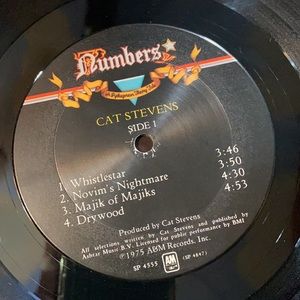 Numbers
A Pythagorean Theory Tale
CAT STEVENS
SIDE 1
1. Whistlestar 3:46
2. Novim's Nightmare 3:50
3. Majik of Majiks 4:30
4. Drywood 4:53
Produced by Cat Stevens
All selections written by Cat Stevens and published by
Ashtar Music B.V. Licensed for public performance by BMI
℗1975 A&M Records, Inc.
SP 4555
A&M
(SP 4847)